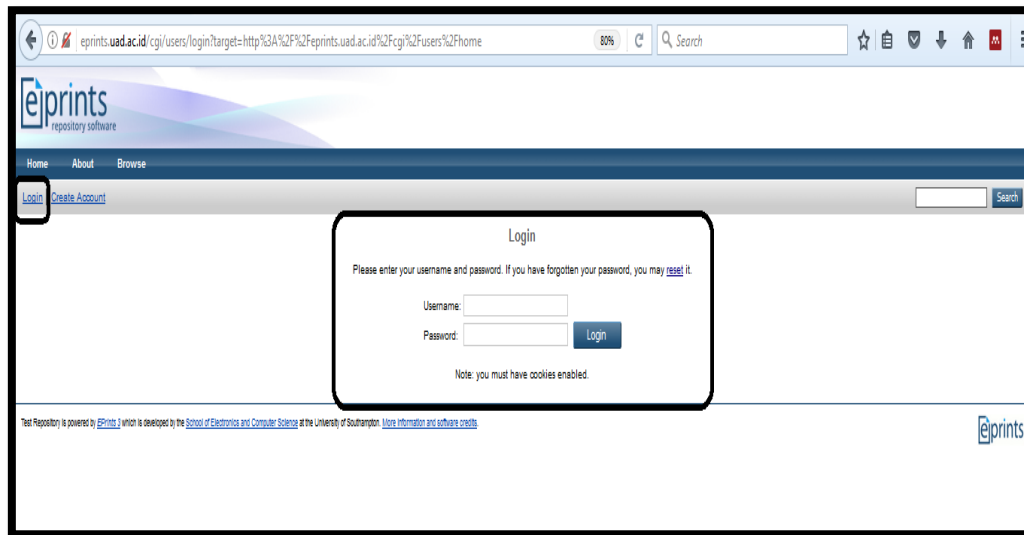 eprints.uad.ac.id/cgi/users/login?target=http%3A%2F%2Feprints.uad.ac.id%2Fcgi%2Fusers%2Fhome 80% Search
eprints
repository software
Home About Browse
Login Create Account Search
Login
Please enter your username and password. If you have forgotten your password, you may reset it.
Username:
Password: Login
Note: you must have cookies enabled.
Test Repository is powered by EPrints 3 which is developed by the School of Electronics and Computer Science at the University of Southampton. More information and software credits.
eprints